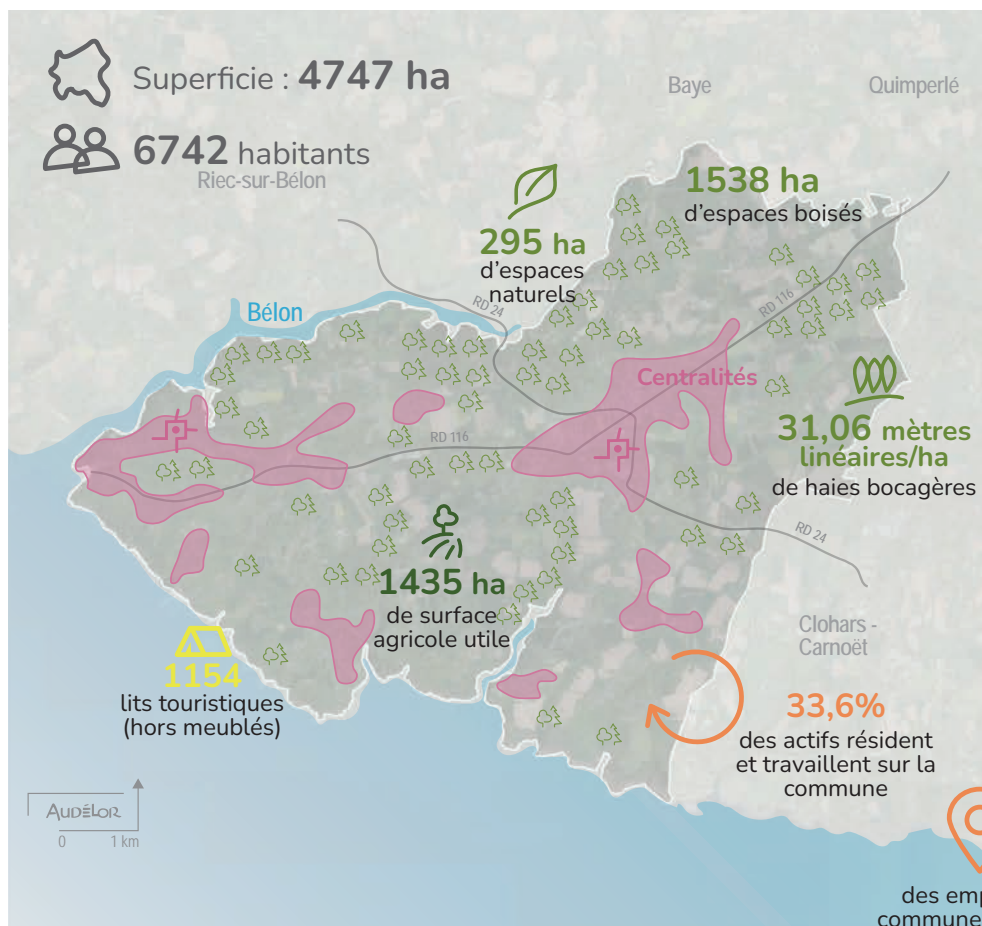 Superficie : 4747 ha
6742 habitants
Baye
Quimperlé
Riec-sur-Bélon
1538 ha
d'espaces boisés
295 ha
d'espaces
naturels
RD 24
RD 116
Bélon
Centralités
31,06 mètres
linéaires/ha
de haies bocagères
RD 116
RD 24
1435 ha
de surface
agricole utile
Clohars -
Carnoët
1154
lits touristiques
(hors meublés)
33,6%
des actifs résident
et travaillent sur la
commune
AUDÉLOR
0 1 km
des emp
commune